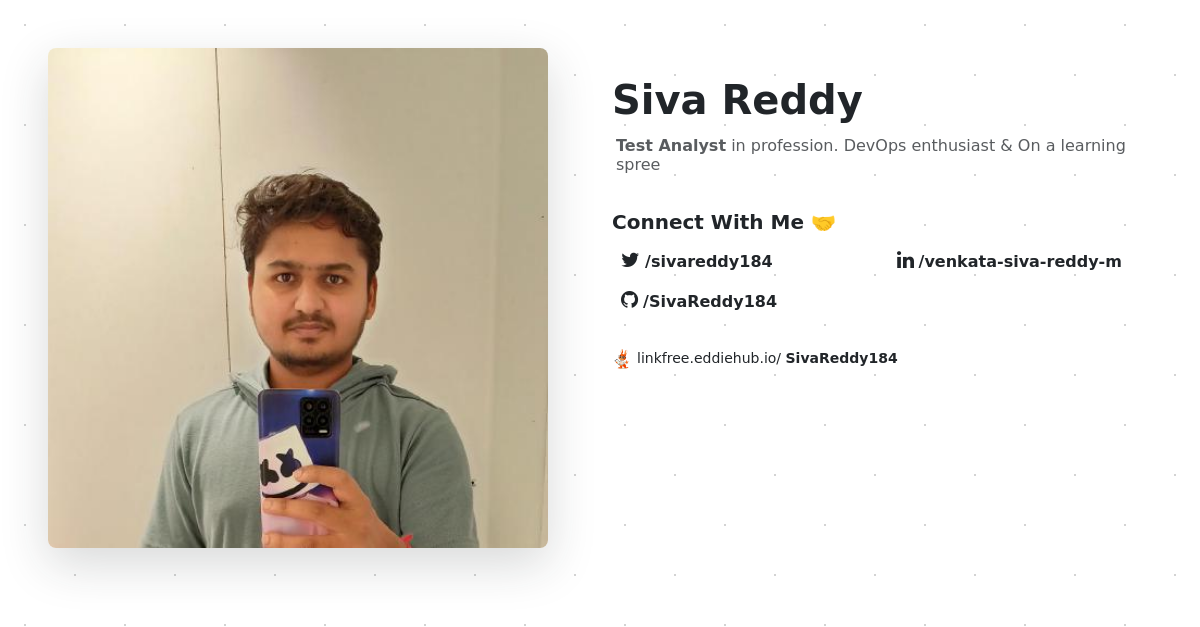 Siva Reddy
Test Analyst in profession. DevOps enthusiast & On a learning
spree
Connect With Me 🤝
/sivareddy184
/venkata-siva-reddy-m
/SivaReddy184
linkfree.eddiehub.io/ SivaReddy184